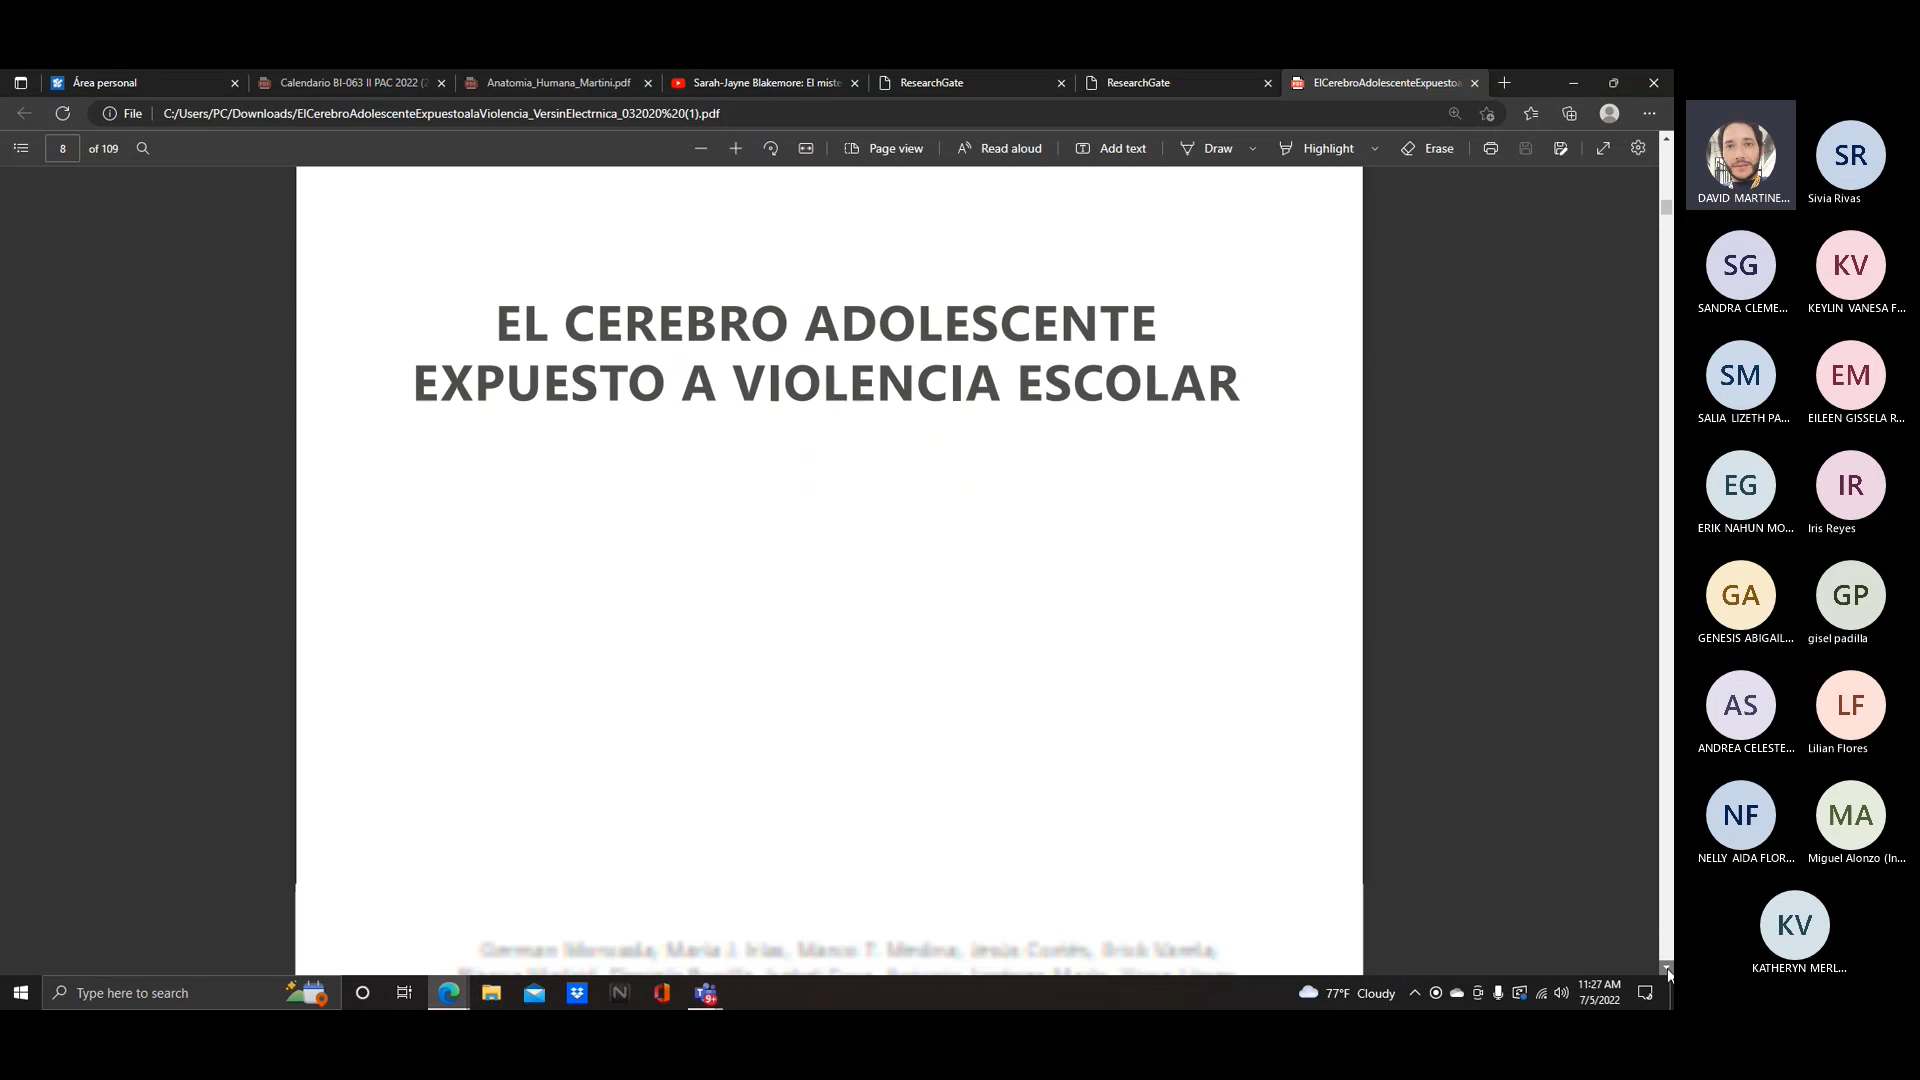 Área personal
Calendario BI-063 II PAC 2022 (2
Anatomia_Humana_Martini.pdf
Sarah-Jayne Blakemore: El miste
ResearchGate
ResearchGate
ElCerebroAdolescenteExpuestoa
File
C:/Users/PC/Downloads/ElCerebroAdolescenteExpuestoalaViolencia_VersinElectrnica_032020%20(1).pdf
8 of 109
Page view
Read aloud
Add text
Draw
Highlight
Erase
EL CEREBRO ADOLESCENTE
EXPUESTO A VIOLENCIA ESCOLAR
DAVID MARTINE...
SR
Sivia Rivas
SG
SANDRA CLEME...
KV
KEYLIN VANESA F...
SM
SALIA LIZETH PA...
EM
EILEEN GISSELA R...
EG
ERIK NAHUN MO...
IR
Iris Reyes
GA
GENESIS ABIGAIL...
GP
gisel padilla
AS
ANDREA CELESTE...
LF
Lilian Flores
NF
NELLY AIDA FLOR...
MA
Miguel Alonzo (In...
KV
KATHERYN MERL...
Type here to search
9+
77°F Cloudy
11:27 AM
7/5/2022